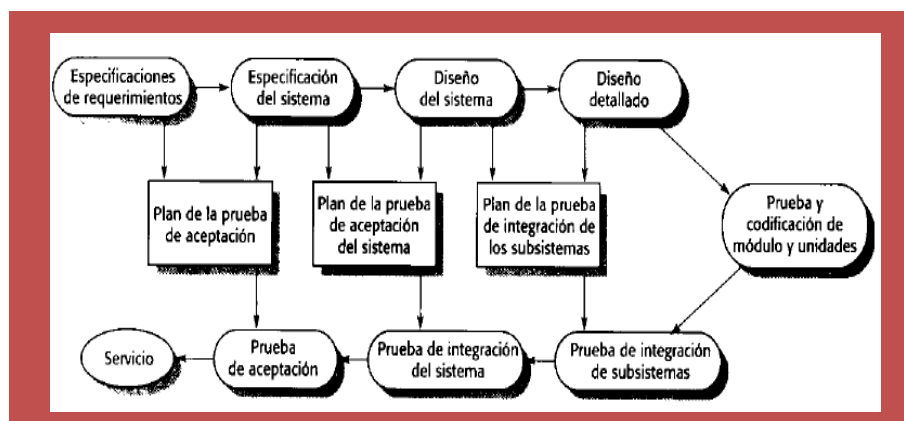 Especificaciones
de requerimientos
Especificación
del sistema
Diseño
del sistema
Diseño
detallado
Plan de la prueba
de aceptación
Plan de la prueba
de aceptación
del sistema
Plan de la prueba
de integración de
los subsistemas
Prueba y
codificación de
módulo y unidades
Servicio
Prueba
de aceptación
Prueba de integración
del sistema
Prueba de integración
de subsistemas